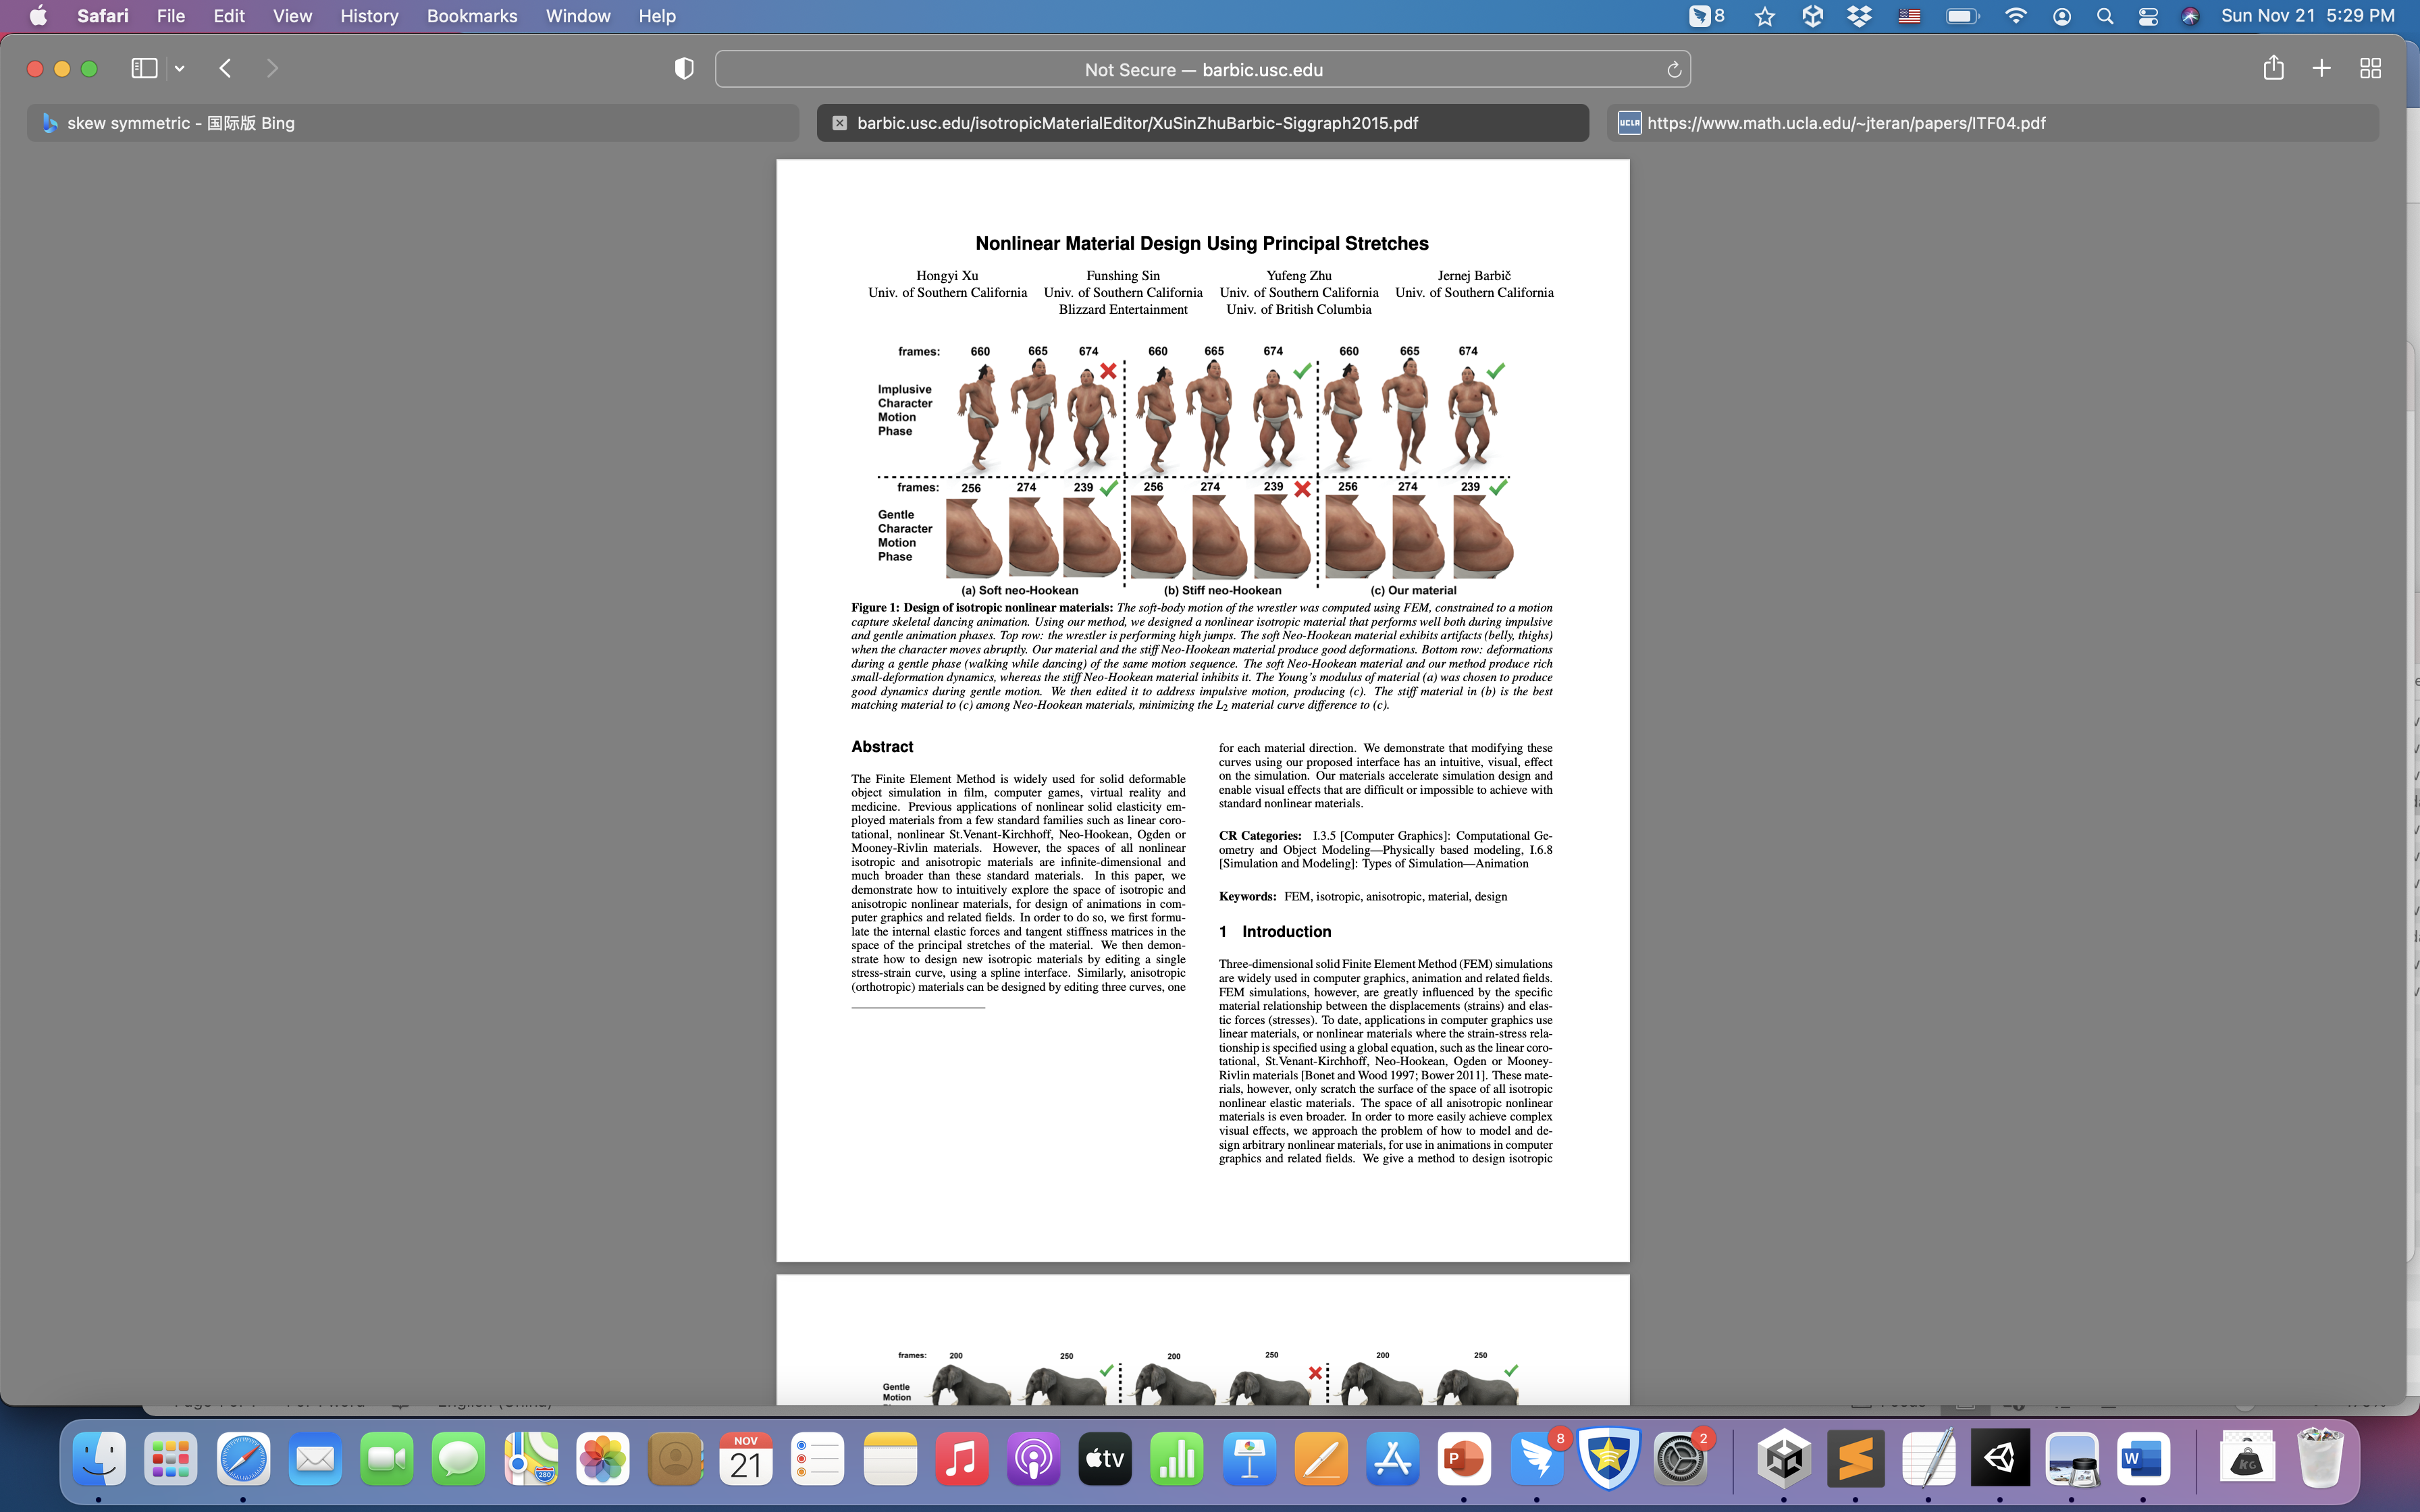 Safari File Edit View History Bookmarks Window Help
8
Sun Nov 21 5:29 PM
Not Secure — barbic.usc.edu
skew symmetric - 国际版 Bing
barbic.usc.edu/isotropicMaterialEditor/XuSinZhuBarbic-Siggraph2015.pdf
UCLA https://www.math.ucla.edu/~jteran/papers/ITF04.pdf
Nonlinear Material Design Using Principal Stretches
Hongyi Xu Funshing Sin Yufeng Zhu Jernej Barbič
Univ. of Southern California Univ. of Southern California Univ. of Southern California Univ. of Southern California
Blizzard Entertainment Univ. of British Columbia
frames: 660 665 674 660 665 674 660 665 674
Implusive
Character
Motion
Phase
frames: 256 274 239 256 274 239 256 274 239
Gentle
Character
Motion
Phase
(a) Soft neo-Hookean (b) Stiff neo-Hookean (c) Our material
Figure 1: Design of isotropic nonlinear materials: The soft-body motion of the wrestler was computed using FEM, constrained to a motion
capture skeletal dancing animation. Using our method, we designed a nonlinear isotropic material that performs well both during impulsive
and gentle animation phases. Top row: the wrestler is performing high jumps. The soft Neo-Hookean material exhibits artifacts (belly, thighs)
when the character moves abruptly. Our material and the stiff Neo-Hookean material produce good deformations. Bottom row: deformations
during a gentle phase (walking while dancing) of the same motion sequence. The soft Neo-Hookean material and our method produce rich
small-deformation dynamics, whereas the stiff Neo-Hookean material inhibits it. The Young's modulus of material (a) was chosen to produce
good dynamics during gentle motion. We then edited it to address impulsive motion, producing (c). The stiff material in (b) is the best
matching material to (c) among Neo-Hookean materials, minimizing the L2 material curve difference to (c).
Abstract
The Finite Element Method is widely used for solid deformable
object simulation in film, computer games, virtual reality and
medicine. Previous applications of nonlinear solid elasticity em-
ployed materials from a few standard families such as linear coro-
tational, nonlinear St.Venant-Kirchhoff, Neo-Hookean, Ogden or
Mooney-Rivlin materials. However, the spaces of all nonlinear
isotropic and anisotropic materials are infinite-dimensional and
much broader than these standard materials. In this paper, we
demonstrate how to intuitively explore the space of isotropic and
anisotropic nonlinear materials, for design of animations in com-
puter graphics and related fields. In order to do so, we first formu-
late the internal elastic forces and tangent stiffness matrices in the
space of the principal stretches of the material. We then demon-
strate how to design new isotropic materials by editing a single
stress-strain curve, using a spline interface. Similarly, anisotropic
(orthotropic) materials can be designed by editing three curves, one
for each material direction. We demonstrate that modifying these
curves using our proposed interface has an intuitive, visual, effect
on the simulation. Our materials accelerate simulation design and
enable visual effects that are difficult or impossible to achieve with
standard nonlinear materials.
CR Categories: I.3.5 [Computer Graphics]: Computational Ge-
ometry and Object Modeling—Physically based modeling, I.6.8
[Simulation and Modeling]: Types of Simulation—Animation
Keywords: FEM, isotropic, anisotropic, material, design
1 Introduction
Three-dimensional solid Finite Element Method (FEM) simulations
are widely used in computer graphics, animation and related fields.
FEM simulations, however, are greatly influenced by the specific
material relationship between the displacements (strains) and elas-
tic forces (stresses). To date, applications in computer graphics use
linear materials, or nonlinear materials where the strain-stress rela-
tionship is specified using a global equation, such as the linear coro-
tational, St.Venant-Kirchhoff, Neo-Hookean, Ogden or Mooney-
Rivlin materials [Bonet and Wood 1997; Bower 2011]. These mate-
rials, however, only scratch the surface of the space of all isotropic
nonlinear elastic materials. The space of all anisotropic nonlinear
materials is even broader. In order to more easily achieve complex
visual effects, we approach the problem of how to model and de-
sign arbitrary nonlinear materials, for use in animations in computer
graphics and related fields. We give a method to design isotropic
frames: 200 250 200 250 200 250
Gentle
Motion
NOV
21
280
tv
8
2
P
W
KG